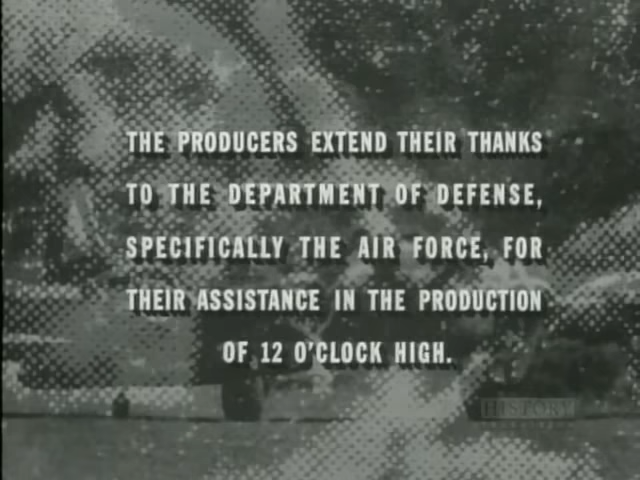 THE PRODUCERS EXTEND THEIR THANKS
TO THE DEPARTMENT OF DEFENSE,
SPECIFICALLY THE AIR FORCE, FOR
THEIR ASSISTANCE IN THE PRODUCTION
OF 12 O'CLOCK HIGH.
HISTORY